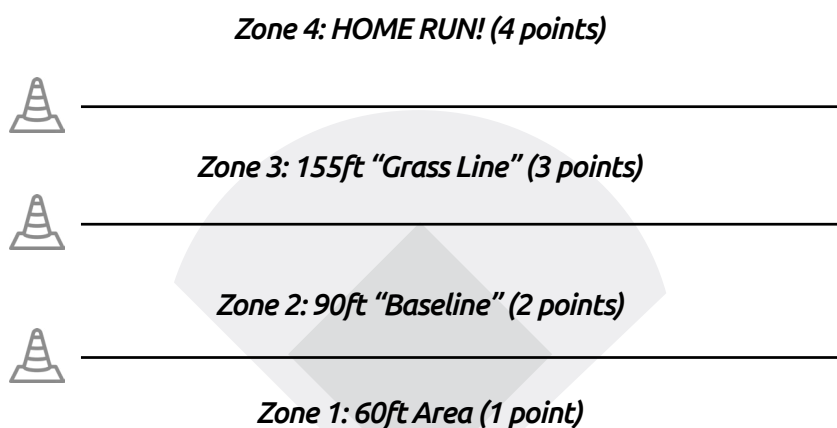 Zone 4: HOME RUN! (4 points)
Zone 3: 155ft “Grass Line” (3 points)
Zone 2: 90ft “Baseline” (2 points)
Zone 1: 60ft Area (1 point)